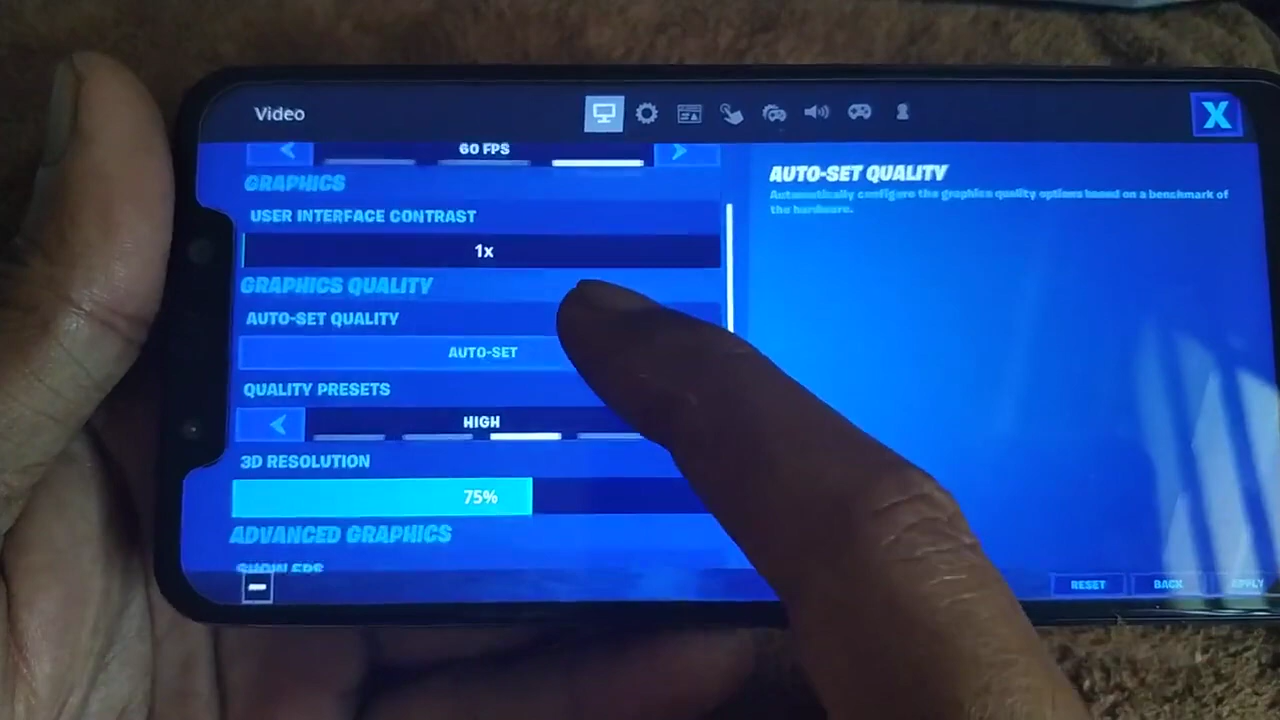 Video
60 FPS
GRAPHICS
USER INTERFACE CONTRAST
1x
GRAPHICS QUALITY
AUTO-SET QUALITY
AUTO-SET
QUALITY PRESETS
HIGH
3D RESOLUTION
75%
ADVANCED GRAPHICS
SHOW FPS
AUTO-SET QUALITY
Automatically configure the graphics quality options based on a benchmark of
the hardware.
X
RESET
BACK
APPLY